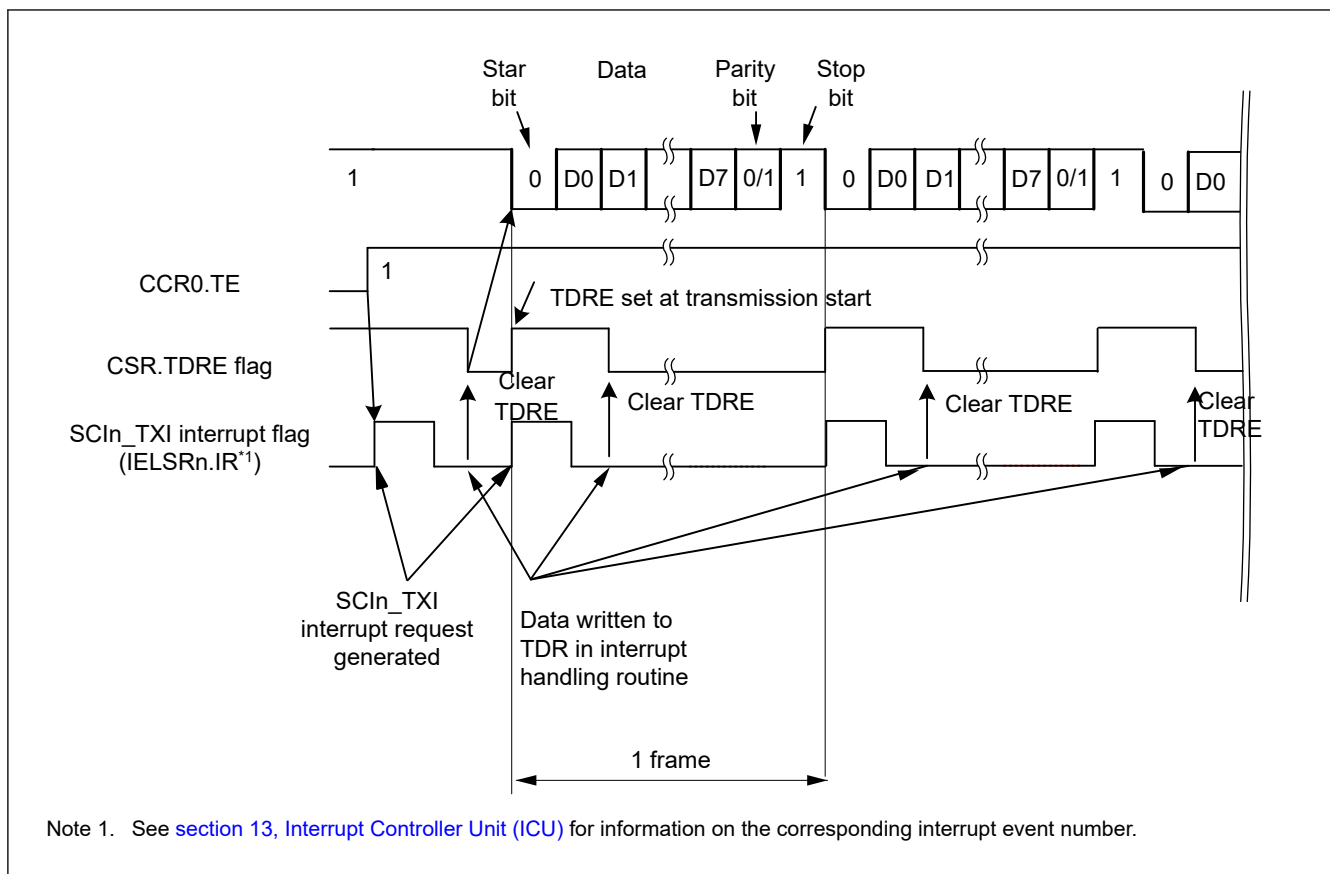 Star bit
Data
Parity bit
Stop bit
1
0 D0 D1 D7 0/1 1 0 D0 D1 D7 0/1 1 0 D0
CCR0.TE
1
TDRE set at transmission start
CSR.TDRE flag
Clear TDRE
Clear TDRE
Clear TDRE
Clear TDRE
SCIn_TXI interrupt flag
(IELSRn.IR*1)
SCIn_TXI
interrupt request
generated
Data written to
TDR in interrupt
handling routine
1 frame
Note 1. See section 13, Interrupt Controller Unit (ICU) for information on the corresponding interrupt event number.